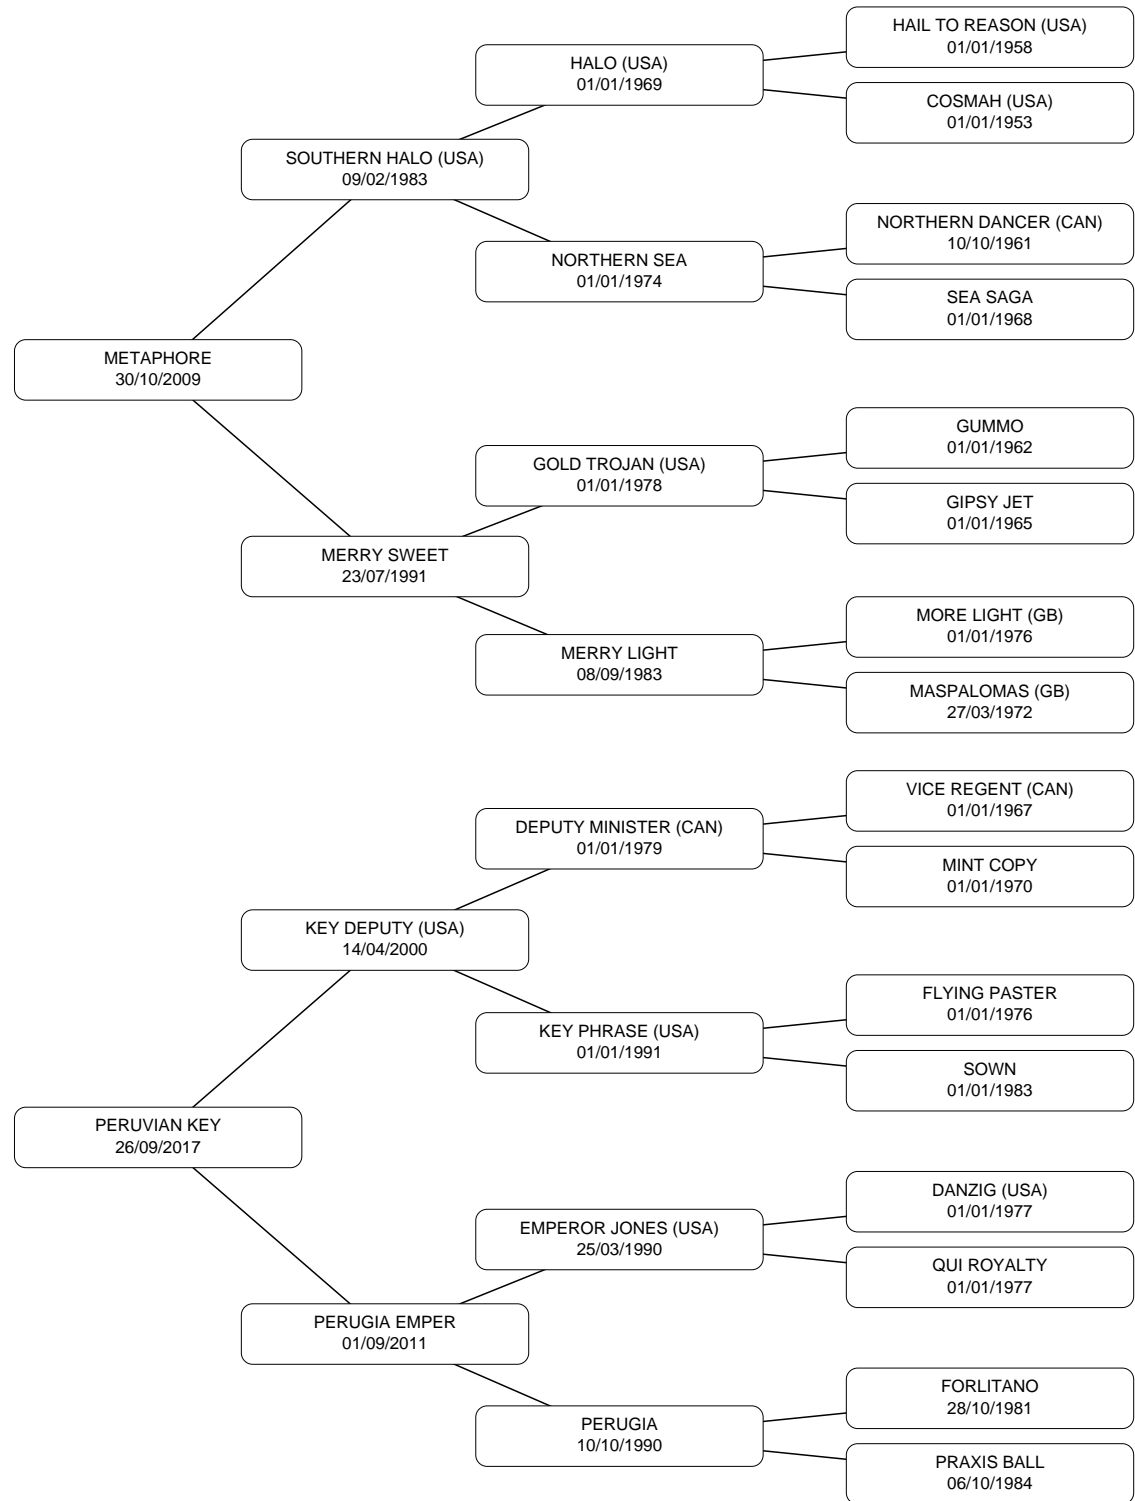 HAIL TO REASON (USA)
01/01/1958
HALO (USA)
01/01/1969
COSMAH (USA)
01/01/1953
SOUTHERN HALO (USA)
09/02/1983
NORTHERN DANCER (CAN)
10/10/1961
NORTHERN SEA
01/01/1974
SEA SAGA
01/01/1968
METAPHORE
30/10/2009
GUMMO
01/01/1962
GOLD TROJAN (USA)
01/01/1978
GIPSY JET
01/01/1965
MERRY SWEET
23/07/1991
MORE LIGHT (GB)
01/01/1976
MERRY LIGHT
08/09/1983
MASPALOMAS (GB)
27/03/1972
VICE REGENT (CAN)
01/01/1967
DEPUTY MINISTER (CAN)
01/01/1979
MINT COPY
01/01/1970
KEY DEPUTY (USA)
14/04/2000
FLYING PASTER
01/01/1976
KEY PHRASE (USA)
01/01/1991
SOWN
01/01/1983
PERUVIAN KEY
26/09/2017
DANZIG (USA)
01/01/1977
EMPEROR JONES (USA)
25/03/1990
QUI ROYALTY
01/01/1977
PERUGIA EMPER
01/09/2011
FORLITANO
28/10/1981
PERUGIA
10/10/1990
PRAXIS BALL
06/10/1984